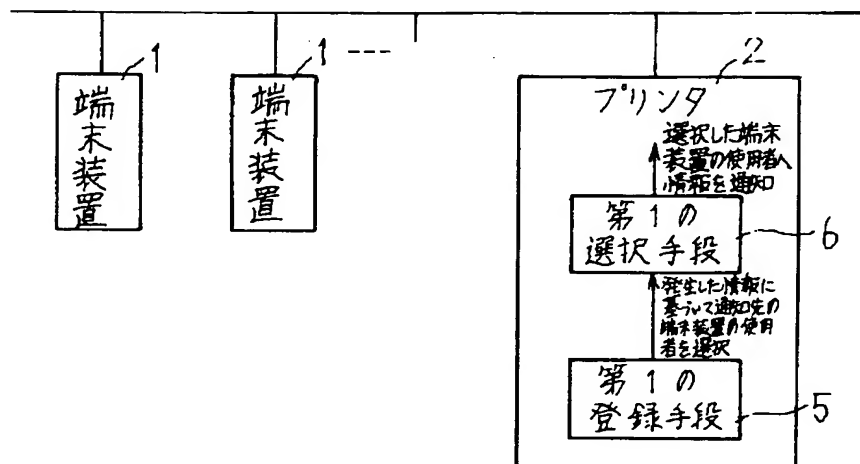 1
端末装置
1
端末装置
2
プリンタ
選択した端末
装置の使用者へ
情報を通知
第1の
選択手段
6
発生した情報に
基づいて通知先の
端末装置の使用
者を選択
第1の
登録手段
5